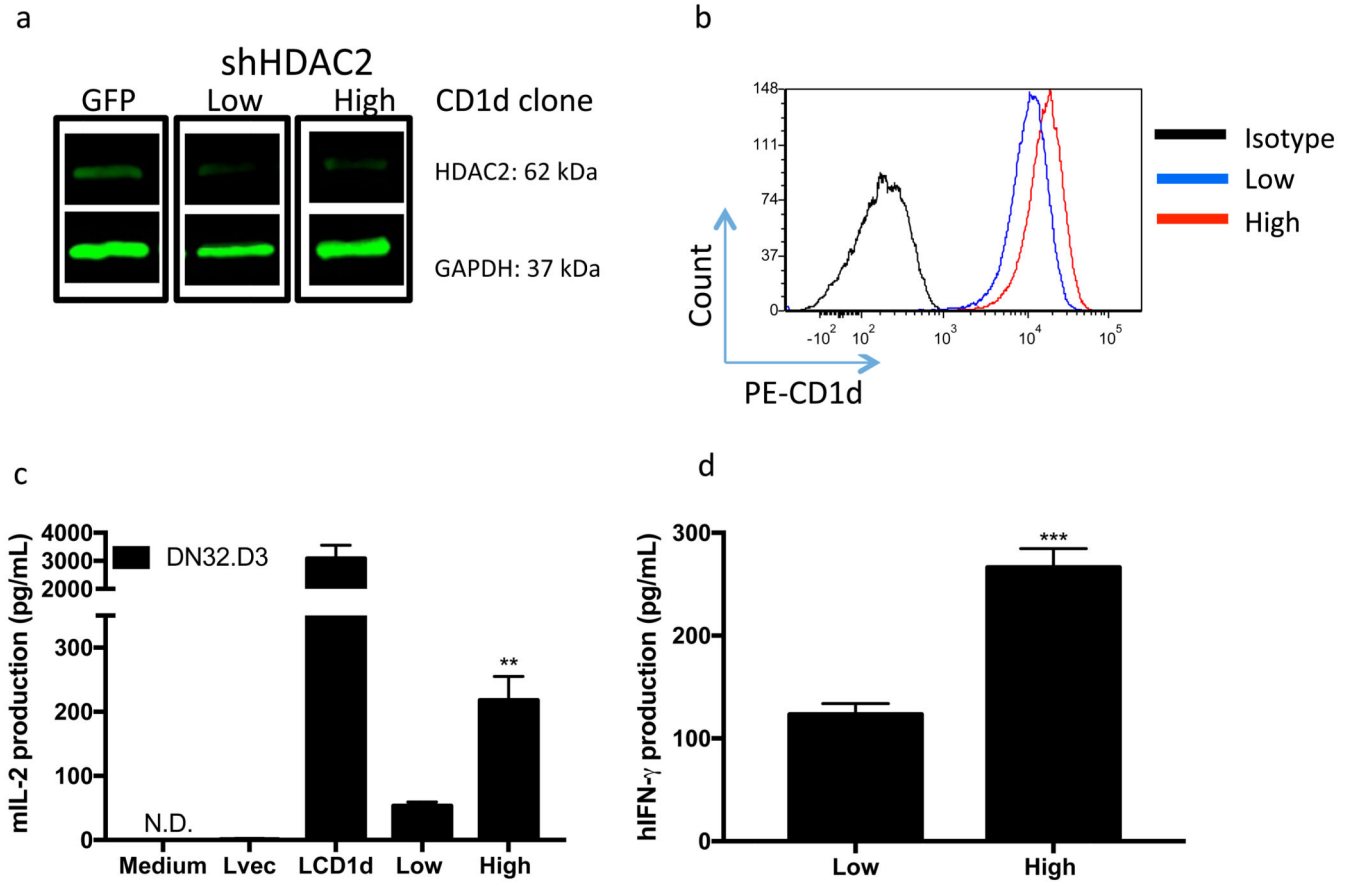 a
shHDAC2
GFP Low High CD1d clone
HDAC2: 62 kDa
GAPDH: 37 kDa
b
148
111
74
37
0
-10² 10² 10³ 10⁴ 10⁵
Count
PE-CD1d
Isotype
Low
High
c
mIL-2 production (pg/mL)
4000
3000
2000
300
200
100
0
DN32.D3
N.D.
**
Medium Lvec LCD1d Low High
d
hIFN-γ production (pg/mL)
300
200
100
0
***
Low High